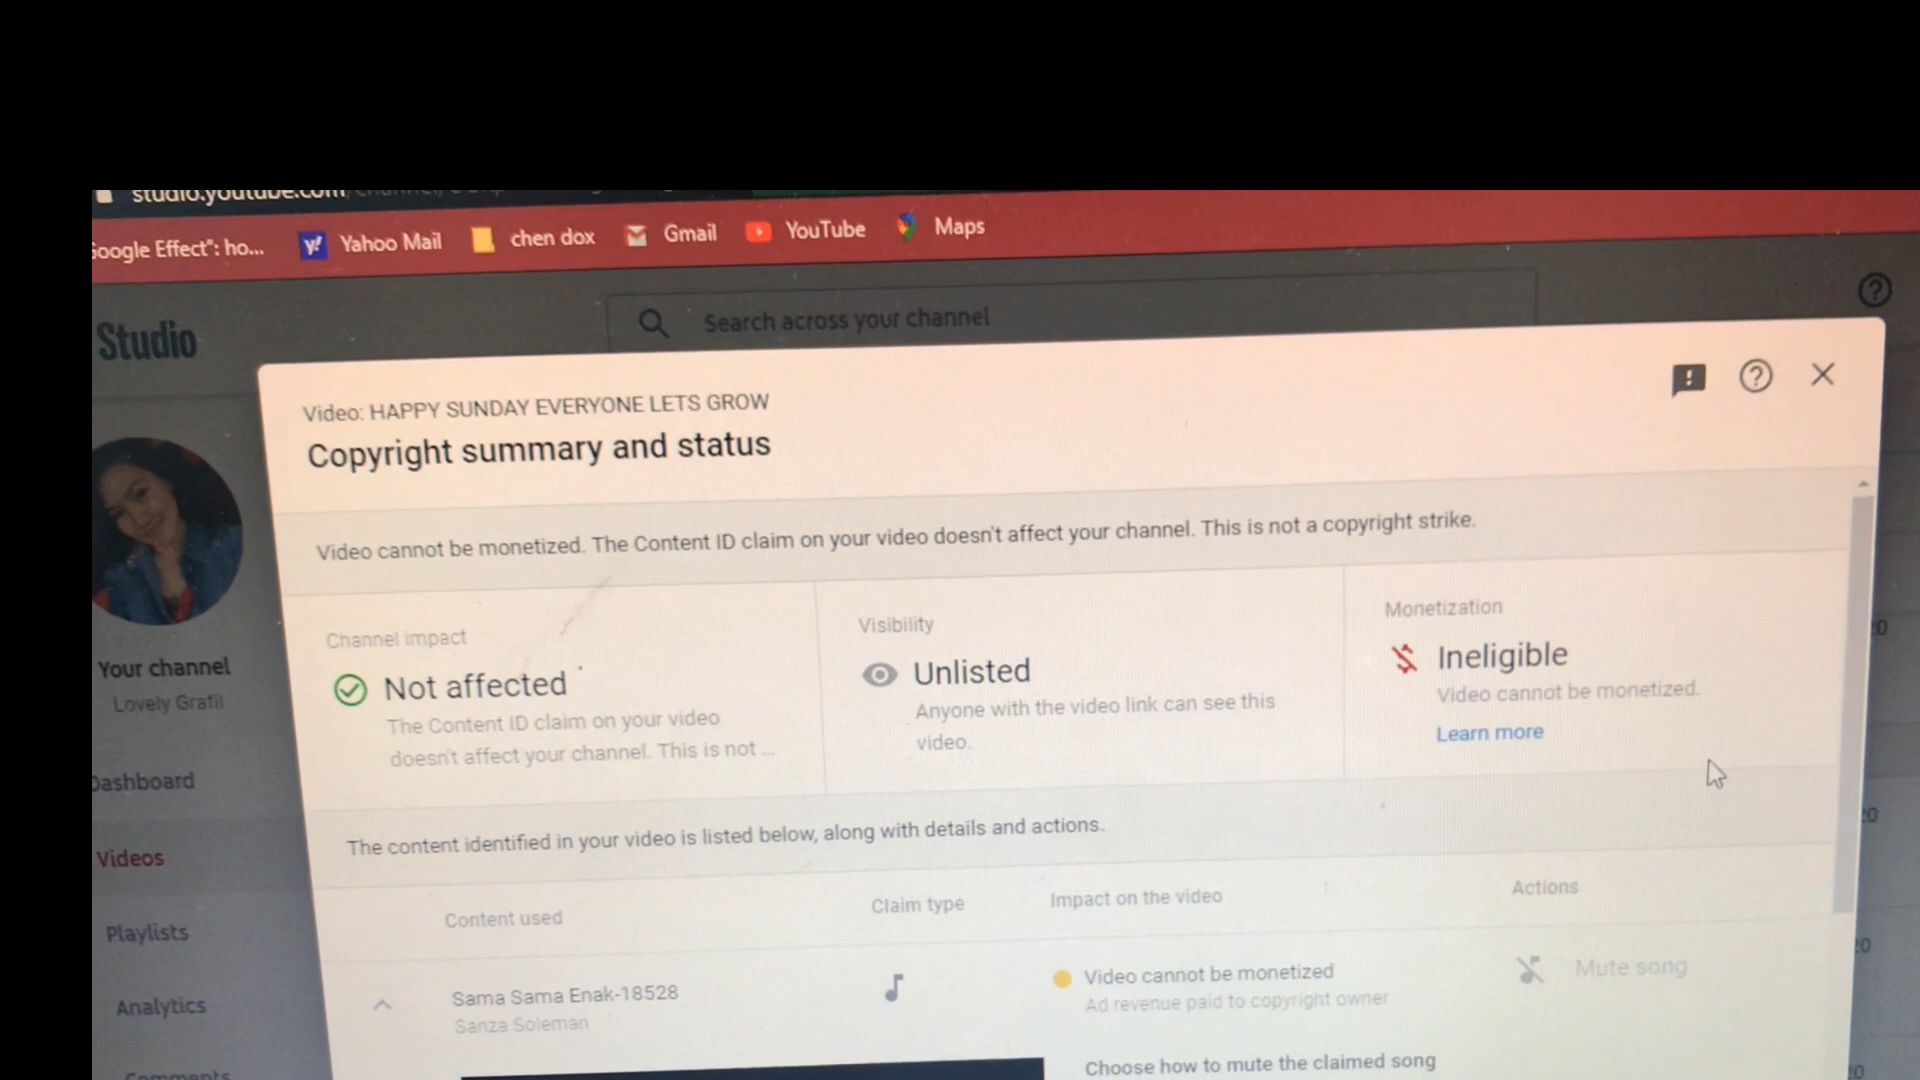 studio.youtube.com
Google Effect": ho...
Yahoo Mail
chen dox
Gmail
YouTube
Maps
Studio
Search across your channel
Video: HAPPY SUNDAY EVERYONE LETS GROW
Copyright summary and status
Video cannot be monetized. The Content ID claim on your video doesn't affect your channel. This is not a copyright strike.
Channel impact
Not affected
The Content ID claim on your video
doesn't affect your channel. This is not ...
Visibility
Unlisted
Anyone with the video link can see this
video.
Monetization
Ineligible
Video cannot be monetized.
Learn more
Your channel
Lovely Grafil
Dashboard
Videos
Playlists
Analytics
Comments
The content identified in your video is listed below, along with details and actions.
Content used
Claim type
Impact on the video
Actions
Sama Sama Enak-18528
Sanza Soleman
Video cannot be monetized
Ad revenue paid to copyright owner
Mute song
Choose how to mute the claimed song